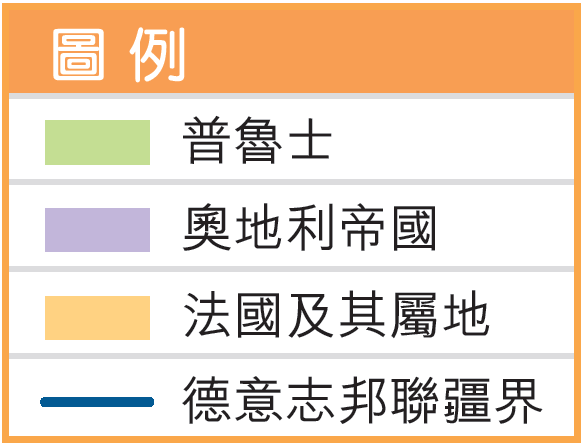 圖例
普魯士
奧地利帝國
法國及其屬地
德意志邦聯疆界